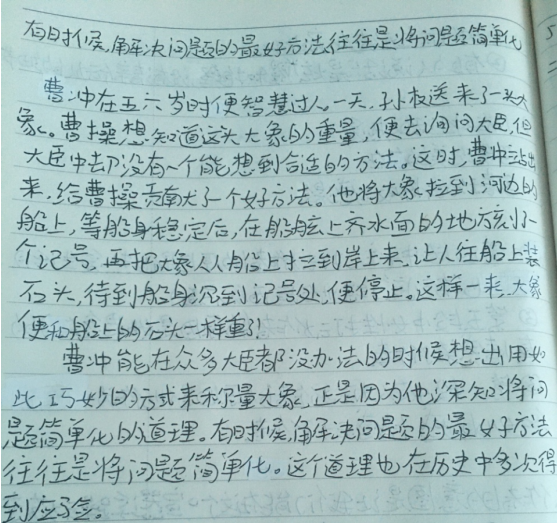 有时候,解决问题的最好方法往往是将问题简单化
曹冲在五六岁时便智慧过人。一天,孙权送来了一头大
象。曹操想知道这头大象的重量,便去询问大臣,但
大臣中却没有一个能想到合适的方法。这时,曹冲站出
来,给曹操贡献了一个好方法。他将大象拉到河边的
船上,等船身稳定后,在船舷上齐水面的地方刻了一
个记号,再把大象从船上拉到岸上来,让人往船上装
石头,待到船身沉到记号处,便停止。这样一来,大象
便和船上的石头一样重了!
曹冲能在众多大臣都没办法的时候想出用如
此巧妙的方式来称量大象,正是因为他深知将问
题简单化的道理。有时候,解决问题的最好方法
往往是将问题简单化。这个道理也在历史中多次得
到应验。